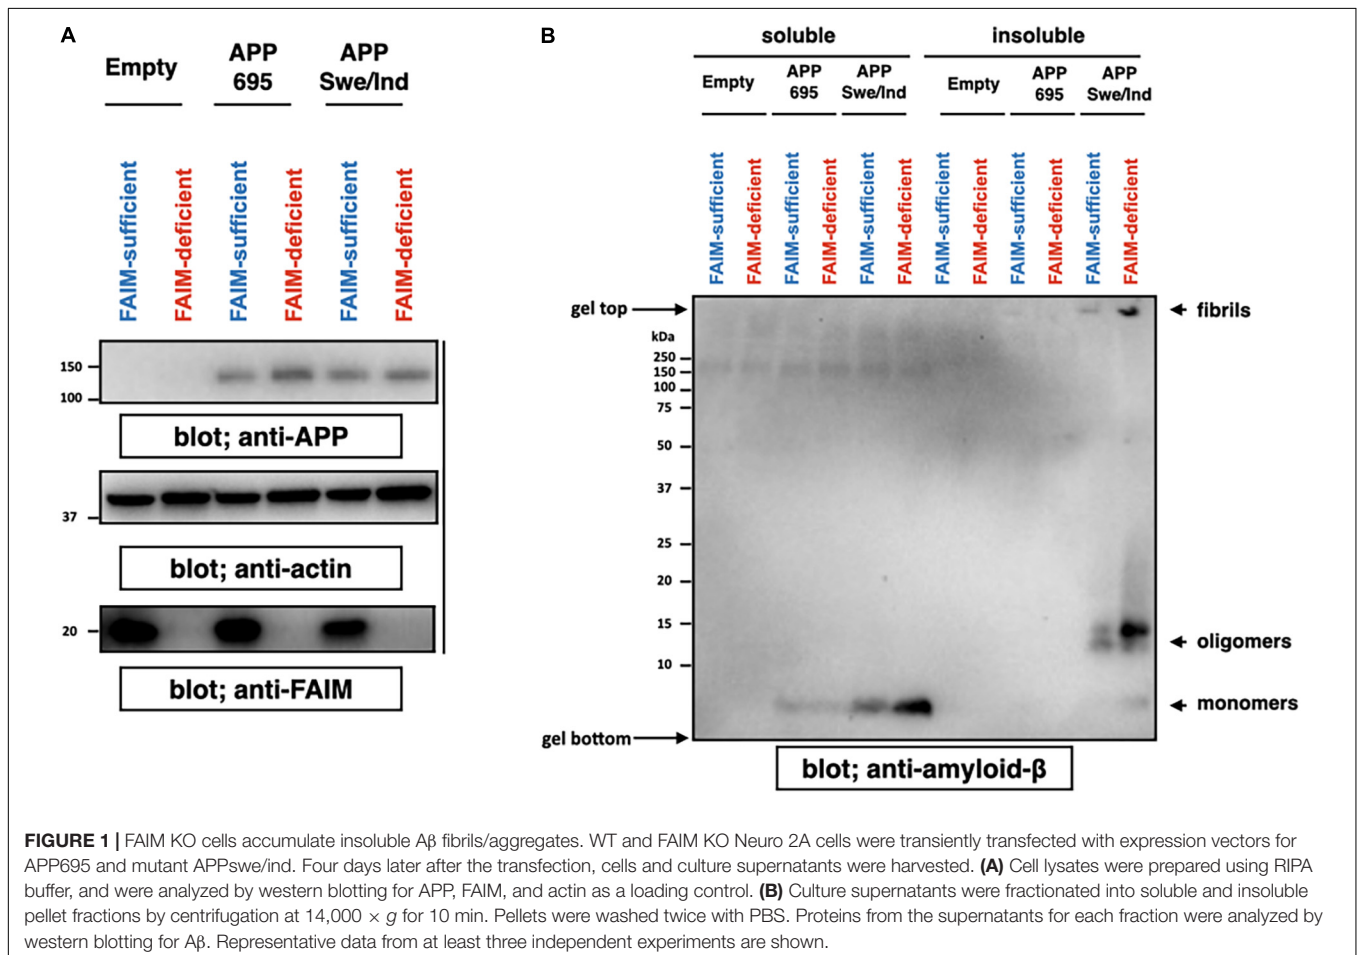 A
Empty
APP
695
APP
Swe/Ind
FAIM-sufficient
FAIM-deficient
FAIM-sufficient
FAIM-deficient
FAIM-sufficient
FAIM-deficient
150
100
blot; anti-APP
37
blot; anti-actin
20
blot; anti-FAIM
B
soluble
insoluble
Empty
APP
695
APP
Swe/Ind
Empty
APP
695
APP
Swe/Ind
FAIM-sufficient
FAIM-deficient
FAIM-sufficient
FAIM-deficient
FAIM-sufficient
FAIM-deficient
FAIM-sufficient
FAIM-deficient
FAIM-sufficient
FAIM-deficient
FAIM-sufficient
FAIM-deficient
gel top
fibrils
kDa
250
150
100
75
50
37
25
20
15
oligomers
10
monomers
gel bottom
blot; anti-amyloid-β
FIGURE 1 | FAIM KO cells accumulate insoluble Aβ fibrils/aggregates. WT and FAIM KO Neuro 2A cells were transiently transfected with expression vectors for
APP695 and mutant APPswe/ind. Four days later after the transfection, cells and culture supernatants were harvested. (A) Cell lysates were prepared using RIPA
buffer, and were analyzed by western blotting for APP, FAIM, and actin as a loading control. (B) Culture supernatants were fractionated into soluble and insoluble
pellet fractions by centrifugation at 14,000 × g for 10 min. Pellets were washed twice with PBS. Proteins from the supernatants for each fraction were analyzed by
western blotting for Aβ. Representative data from at least three independent experiments are shown.